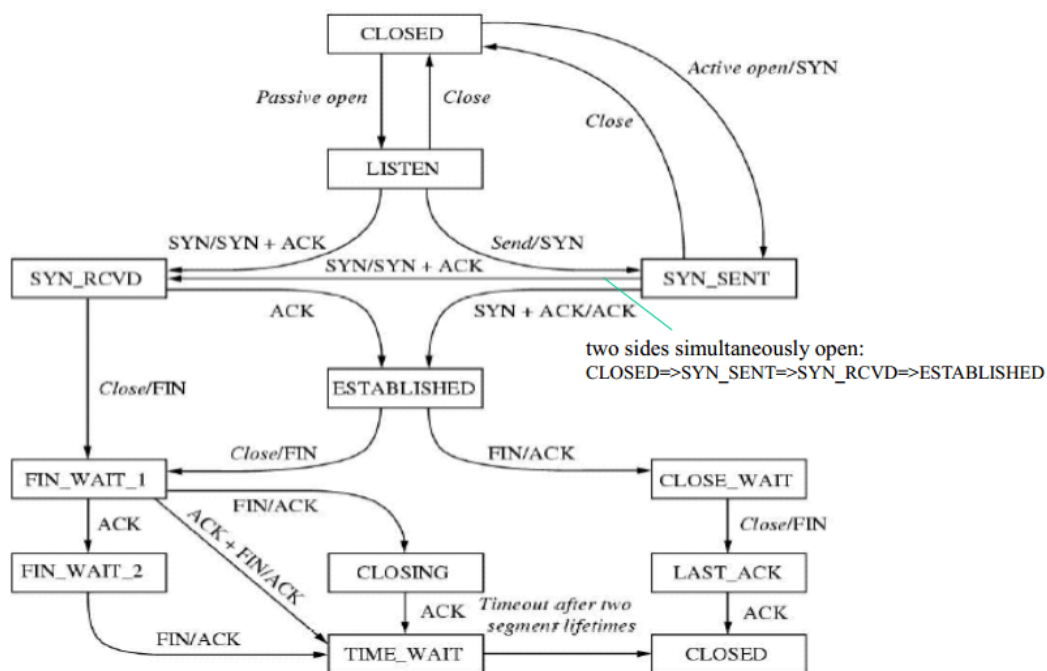 CLOSED
Active open/SYN
Passive open
Close
Close
LISTEN
SYN/SYN + ACK
Send/SYN
SYN/SYN + ACK
SYN_RCVD
SYN_SENT
ACK
SYN + ACK/ACK
two sides simultaneously open:
CLOSED=>SYN_SENT=>SYN_RCVD=>ESTABLISHED
Close/FIN
ESTABLISHED
Close/FIN
FIN/ACK
FIN_WAIT_1
CLOSE_WAIT
FIN/ACK
ACK
ACK + FIN/ACK
Close/FIN
FIN_WAIT_2
CLOSING
LAST_ACK
ACK
Timeout after two
segment lifetimes
ACK
FIN/ACK
TIME_WAIT
CLOSED